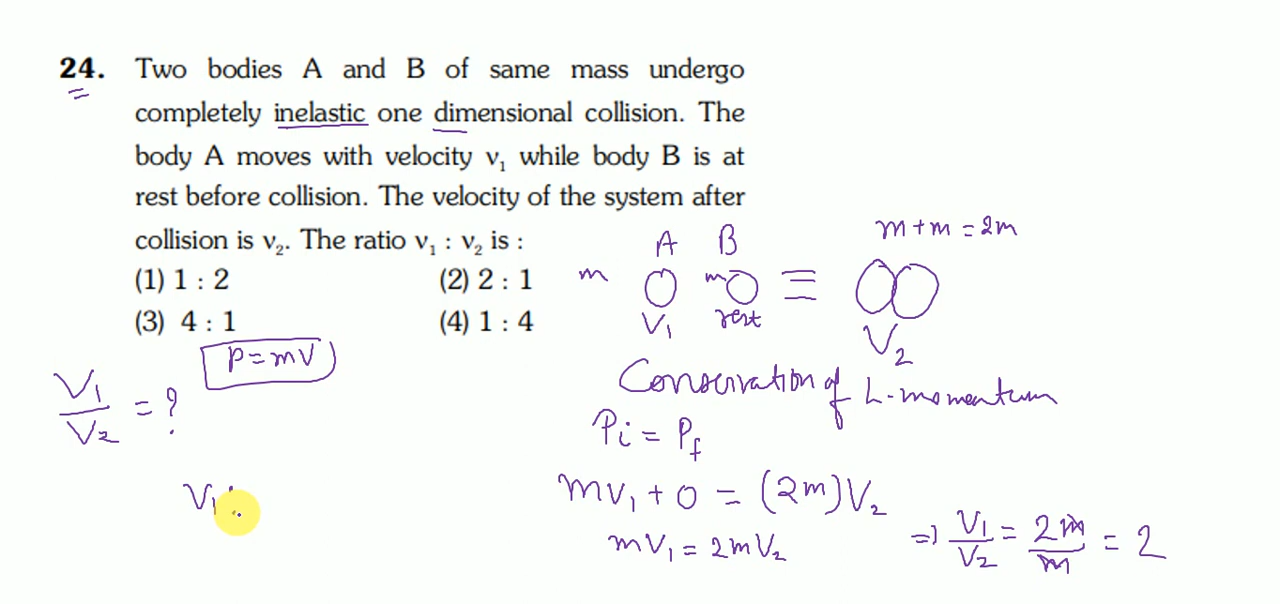 24. Two bodies A and B of same mass undergo
completely inelastic one dimensional collision. The
body A moves with velocity v₁ while body B is at
rest before collision. The velocity of the system after
collision is v₂. The ratio v₁ : v₂ is :
(1) 1 : 2 (2) 2 : 1
(3) 4 : 1 (4) 1 : 4
m + m = 2m
A B
m m ≡
V₁ rest V₂
P = mV
V₁/V₂ = ?
Conservation of L-momentum
Pi = Pf
mV₁ + 0 = (2m)V₂
mV₁ = 2mV₂
⇒ V₁/V₂ = 2m/m = 2
V₁ :